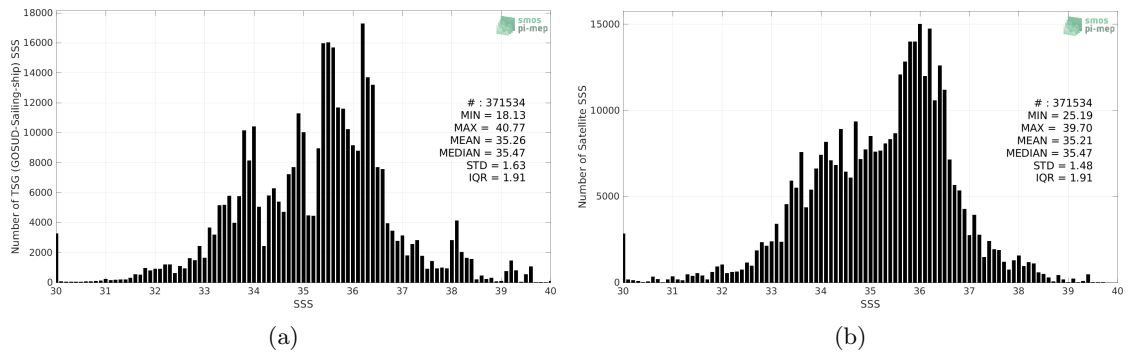 smos
pi-mep
Number of TSG (GOSUD-Sailing-ship) SSS
18000
16000
14000
12000
10000
8000
6000
4000
2000
0
# : 371534
MIN = 18.13
MAX = 40.77
MEAN = 35.26
MEDIAN = 35.47
STD = 1.63
IQR = 1.91
30 31 32 33 34 35 36 37 38 39 40
SSS
(a)
smos
pi-mep
Number of Satellite SSS
15000
10000
5000
0
# : 371534
MIN = 25.19
MAX = 39.70
MEAN = 35.21
MEDIAN = 35.47
STD = 1.48
IQR = 1.91
30 31 32 33 34 35 36 37 38 39 40
SSS
(b)